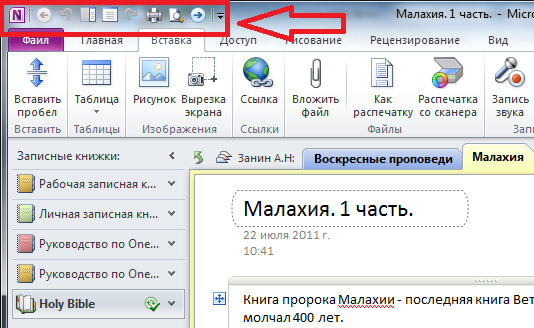 Малахия. 1 часть. - Micro
Файл Главная Вставка Доступ Рисование Рецензирование Вид
Вставить пробел
Таблица
Рисунок
Вырезка экрана
Ссылка
Вложить файл
Как распечатку
Распечатка со сканера
Запись звука
Вставить Таблицы Изображения Ссылки Файлы Запи
Записные книжки:
Занин А.Н: Воскресные проповеди Малахия
Рабочая записная к...
Личная записная кн...
Руководство по One...
Руководство по One...
Holy Bible
Малахия. 1 часть.
22 июля 2011 г.
10:41
Книга пророка Малахии - последняя книга Вет
молчал 400 лет.